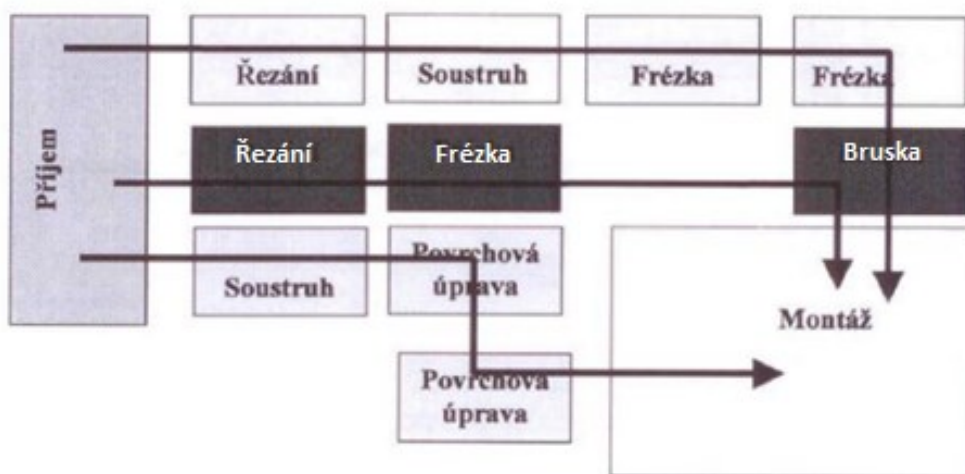 Příjem
Řezání
Soustruh
Frézka
Frézka
Řezání
Frézka
Bruska
Soustruh
Povrchová
úprava
Montáž
Povrchová
úprava